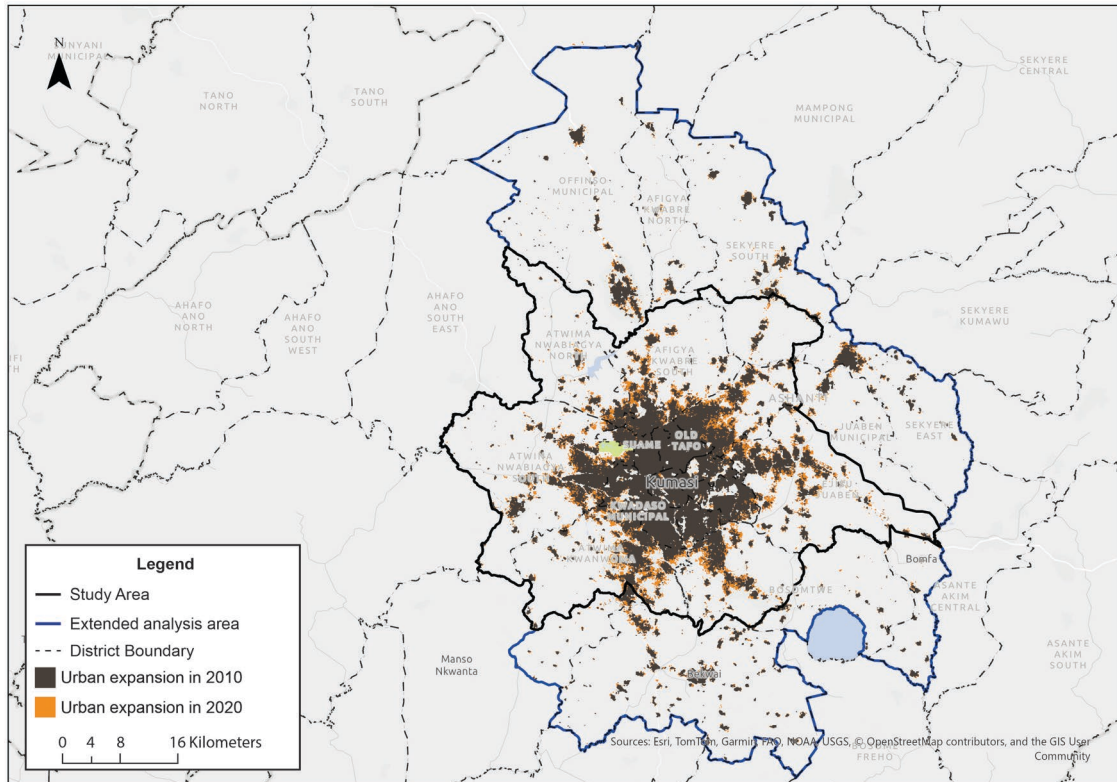 N
MUNICIPAL
TANO
NORTH
TANO
SOUTH
SEKYERE
CENTRAL
MAMPONG
MUNICIPAL
OFFINSO
MUNICIPAL
AFIGYA
KWABRE
NORTH
SEKYERE
SOUTH
AHAFO
ANO
NORTH
AHAFO
ANO
SOUTH
WEST
AHAFO
ANO
SOUTH
EAST
SEKYERE
KUMAWU
ATWIMA
NWABIAGYA
NORTH
AFIGYA
KWABRE
SOUTH
ASHANTI
JUABEN
MUNICIPAL
SEKYERE
EAST
SUAME
OLD
TAFO
ATWIMA
NWABIAGYA
Kumasi
JUABEN
KWADASO
MUNICIPAL
ATWIMA
KWANWOMA
Bomfa
BOSOMTWE
ASANTE
AKIM
CENTRAL
ASANTE
AKIM
SOUTH
Manso
Nkwanta
Bekwai
FREHO
Legend
Study Area
Extended analysis area
District Boundary
Urban expansion in 2010
Urban expansion in 2020
0 4 8 16 Kilometers
Sources: Esri, TomTom, Garmin, FAO, NOAA, USGS, © OpenStreetMap contributors, and the GIS User
Community